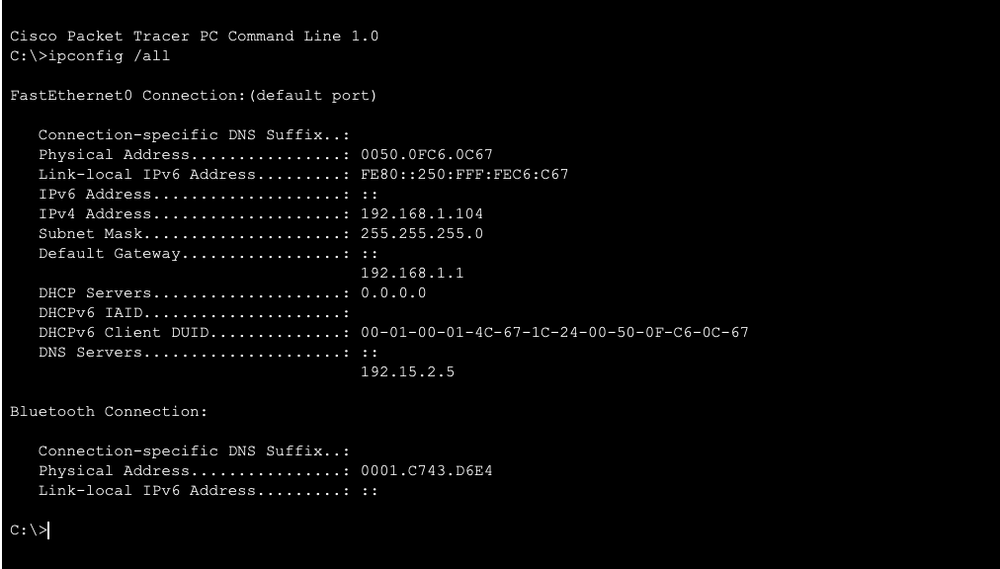 Cisco Packet Tracer PC Command Line 1.0
C:\>ipconfig /all
FastEthernet0 Connection:(default port)
Connection-specific DNS Suffix..:
Physical Address................: 0050.0FC6.0C67
Link-local IPv6 Address.........: FE80::250:FFF:FEC6:C67
IPv6 Address....................: ::
IPv4 Address....................: 192.168.1.104
Subnet Mask.....................: 255.255.255.0
Default Gateway.................: ::
192.168.1.1
DHCP Servers....................: 0.0.0.0
DHCPv6 IAID.....................:
DHCPv6 Client DUID..............: 00-01-00-01-4C-67-1C-24-00-50-0F-C6-0C-67
DNS Servers.....................: ::
192.15.2.5
Bluetooth Connection:
Connection-specific DNS Suffix..:
Physical Address................: 0001.C743.D6E4
Link-local IPv6 Address.........: ::
C:\>